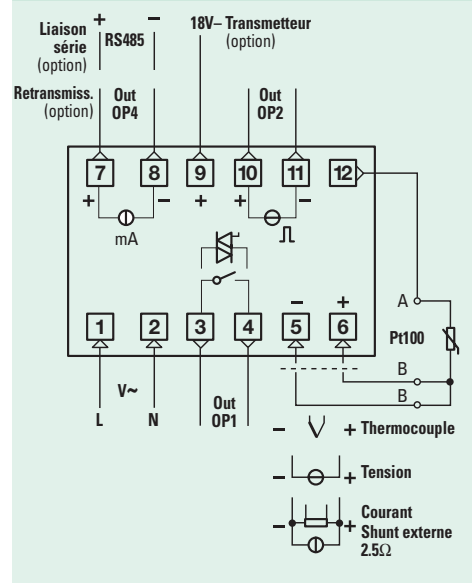 Liaison série (option)
+ −
RS485
18V– Transmetteur
(option)
Retransmiss.
(option)
Out
OP4
Out
OP2
7 8 9 10 11 12
+ − + + −
mA
A
− +
1 2 3 4 5 6
Pt100
B
V~
B
L N
Out
OP1
− + Thermocouple
− + Tension
− + Courant
Shunt externe
2.5Ω